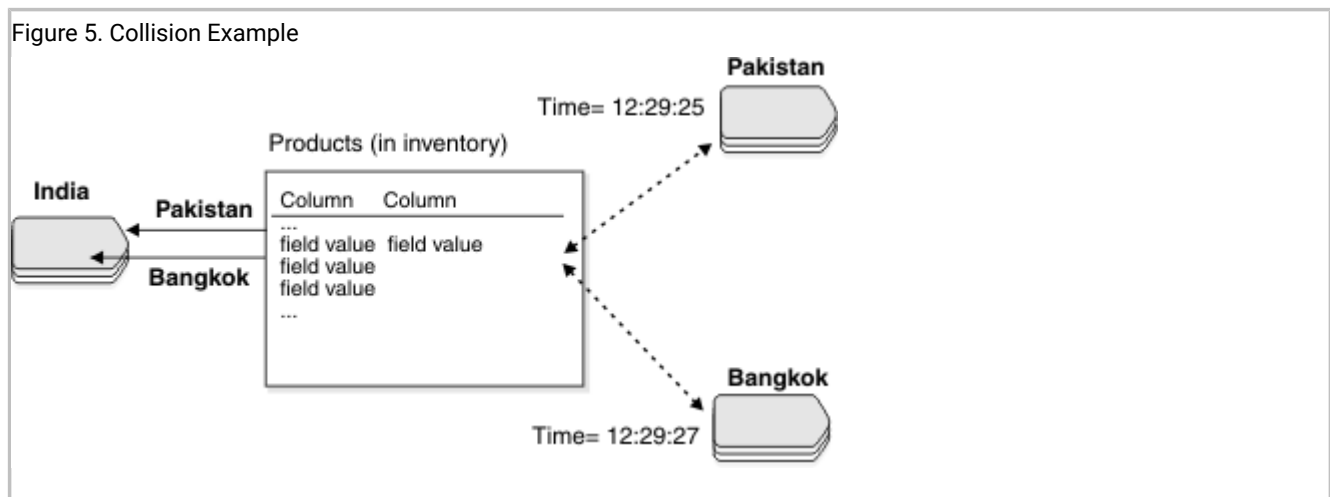 Figure 5. Collision Example
Pakistan
Time= 12:29:25
Products (in inventory)
India
Pakistan
Column Column
...
field value field value
field value
Bangkok
field value
...
Bangkok
Time= 12:29:27